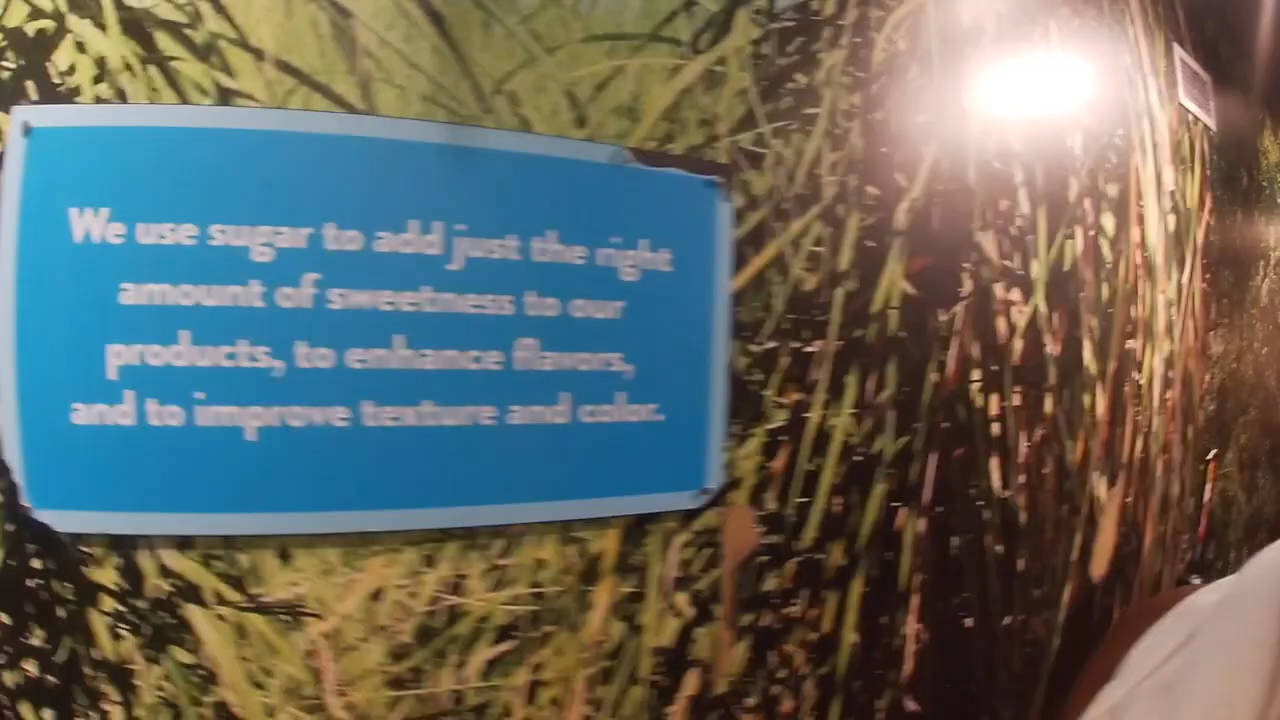 We use sugar to add just the right
amount of sweetness to our
products, to enhance flavors,
and to improve texture and color.